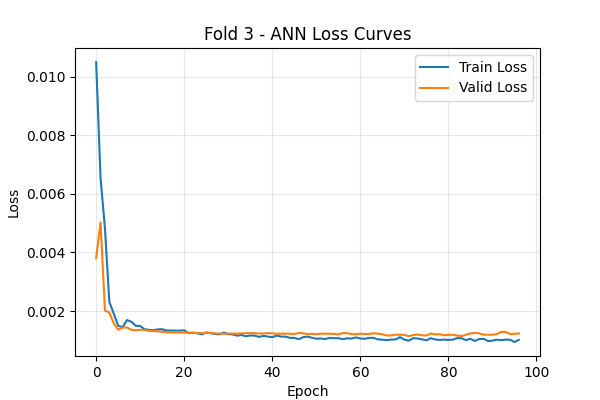 Fold 3 - ANN Loss Curves
Train Loss
Valid Loss
Loss
0.010
0.008
0.006
0.004
0.002
0 20 40 60 80 100
Epoch